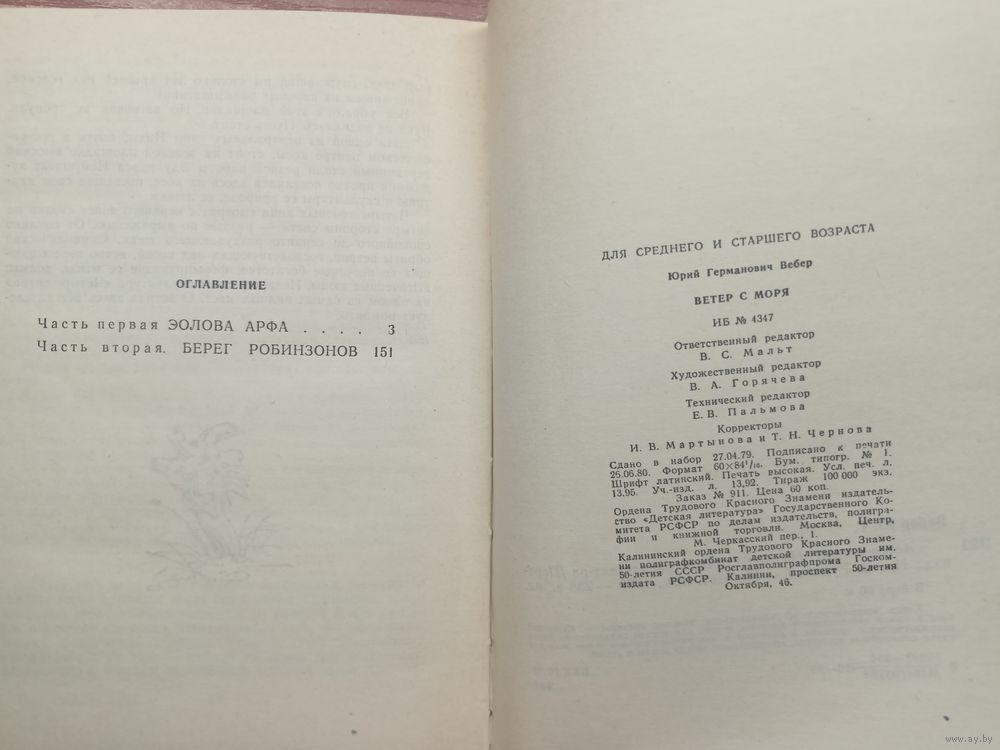 ОГЛАВЛЕНИЕ
Часть первая ЭОЛОВА АРФА . . . . 3
Часть вторая. БЕРЕГ РОБИНЗОНОВ 151
ДЛЯ СРЕДНЕГО И СТАРШЕГО ВОЗРАСТА
Юрий Германович Вебер
ВЕТЕР С МОРЯ
ИБ № 4347
Ответственный редактор
В. С. Мальт
Художественный редактор
В. А. Горячева
Технический редактор
Е. В. Пальмова
Корректоры
И. В. Мартынова и Т. Н. Чернова
Сдано в набор 27.04.79. Подписано к печати
26.06.80. Формат 60×84¹/₁₆. Бум. типогр. № 1.
Шрифт латинский. Печать высокая. Усл. печ. л.
13,95. Уч.-изд. л. 13,92. Тираж 100 000 экз.
Заказ № 911. Цена 60 коп.
Ордена Трудового Красного Знамени издатель-
ство «Детская литература» Государственного Ко-
митета РСФСР по делам издательств, полигра-
фии и книжной торговли. Москва, Центр,
М. Черкасский пер., 1.
Калининский ордена Трудового Красного Знаме-
ни полиграфкомбинат детской литературы им.
50-летия СССР Росглавполиграфпрома Госком-
издата РСФСР. Калинин, проспект 50-летия
Октября, 46.
www.ay.by